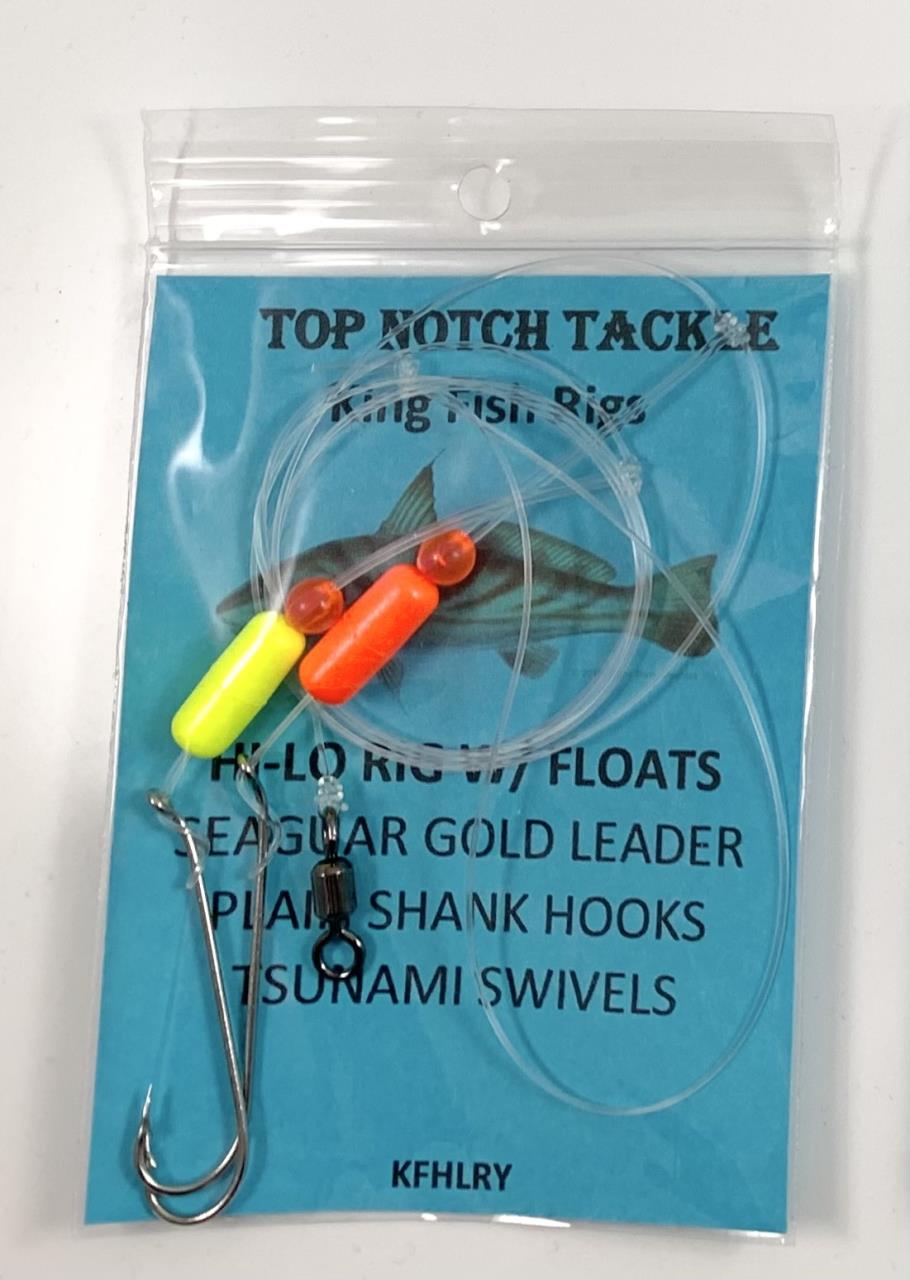 TOP NOTCH TACKLE
King Fish Rigs
HI-LO RIG W/ FLOATS
SEAGUAR GOLD LEADER
PLAIN SHANK HOOKS
TSUNAMI SWIVELS
KFHLRY